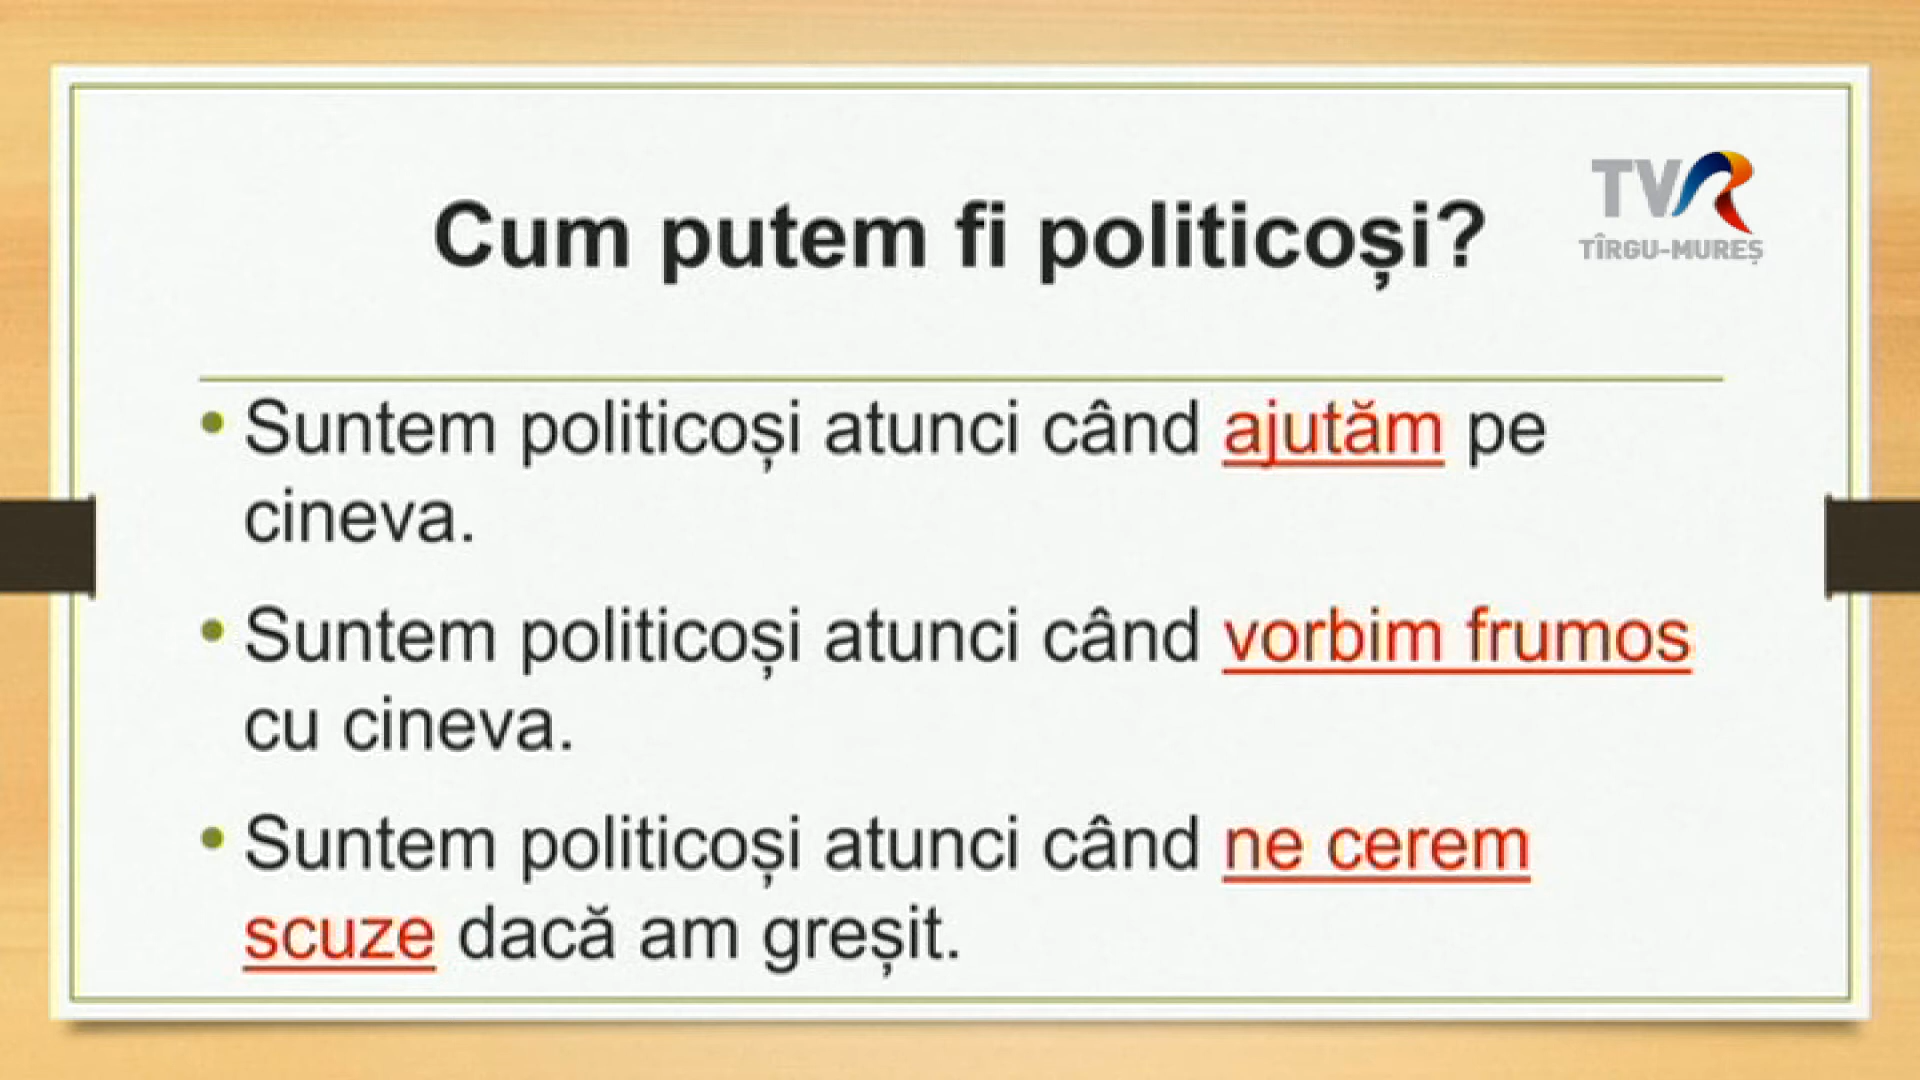 TVR
TÎRGU-MUREȘ
Cum putem fi politicoși?
• Suntem politicoși atunci când ajutăm pe
cineva.
• Suntem politicoși atunci când vorbim frumos
cu cineva.
• Suntem politicoși atunci când ne cerem
scuze dacă am greșit.